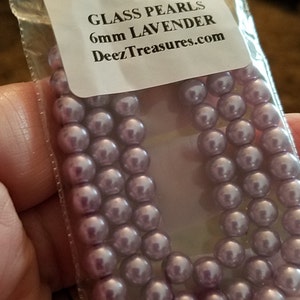 GLASS PEARLS
6mm LAVENDER
DeezTreasures.com